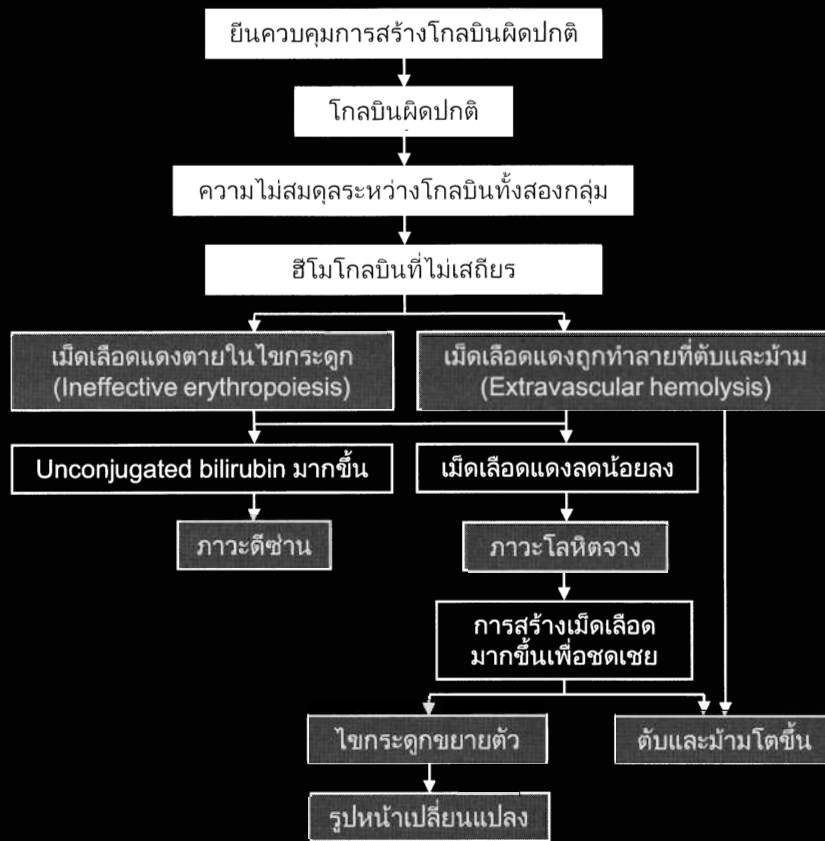 ยีนควบคุมการสร้างโกลบินผิดปกติ
โกลบินผิดปกติ
ความไม่สมดุลระหว่างโกลบินทั้งสองกลุ่ม
ฮีโมโกลบินที่ไม่เสถียร
เม็ดเลือดแดงตายในไขกระดูก
(Ineffective erythropoiesis)
เม็ดเลือดแดงถูกทำลายที่ตับและม้าม
(Extravascular hemolysis)
Unconjugated bilirubin มากขึ้น
เม็ดเลือดแดงลดน้อยลง
ภาวะดีซ่าน
ภาวะโลหิตจาง
การสร้างเม็ดเลือด
มากขึ้นเพื่อชดเชย
ไขกระดูกขยายตัว
ตับและม้ามโตขึ้น
รูปหน้าเปลี่ยนแปลง